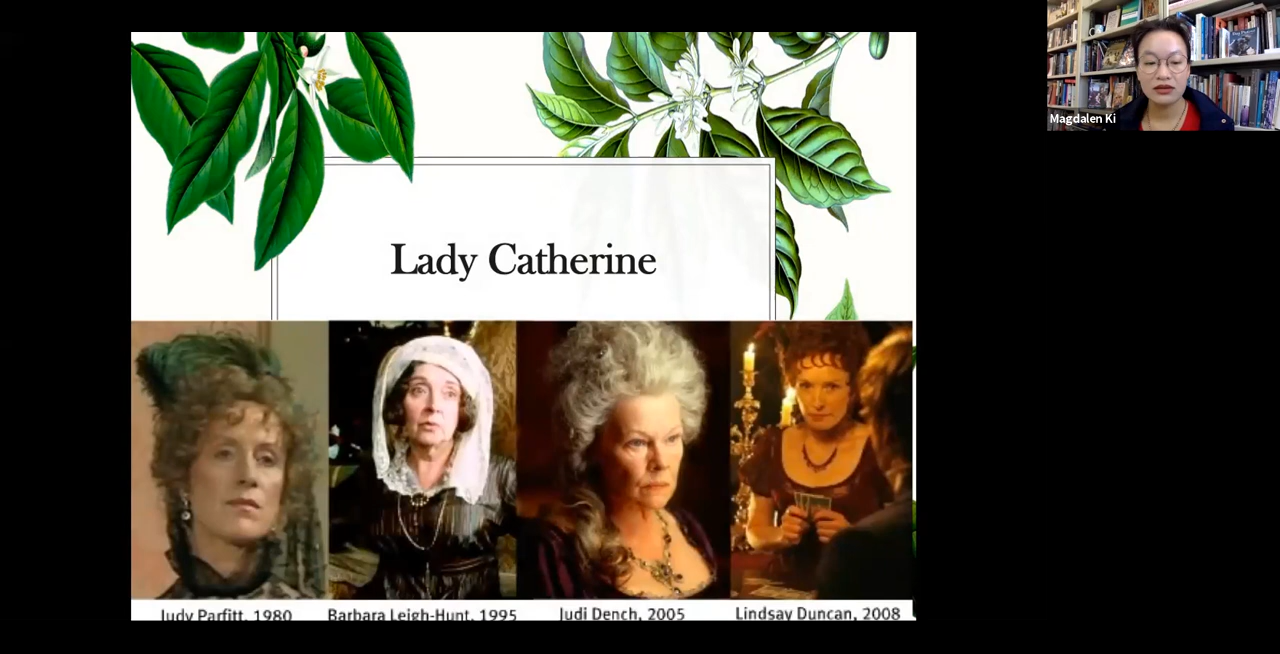 Lady Catherine
Judy Parfitt, 1980
Barbara Leigh-Hunt, 1995
Judi Dench, 2005
Lindsay Duncan, 2008
Magdalen Ki